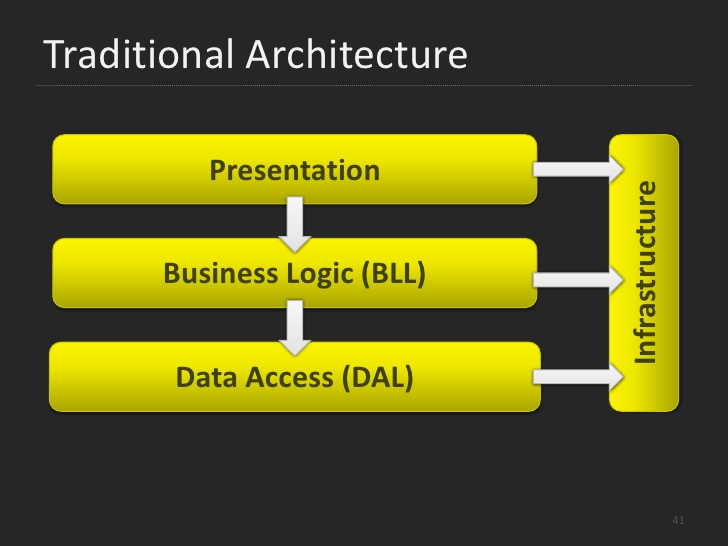 Traditional Architecture
Presentation
Business Logic (BLL)
Data Access (DAL)
Infrastructure
41